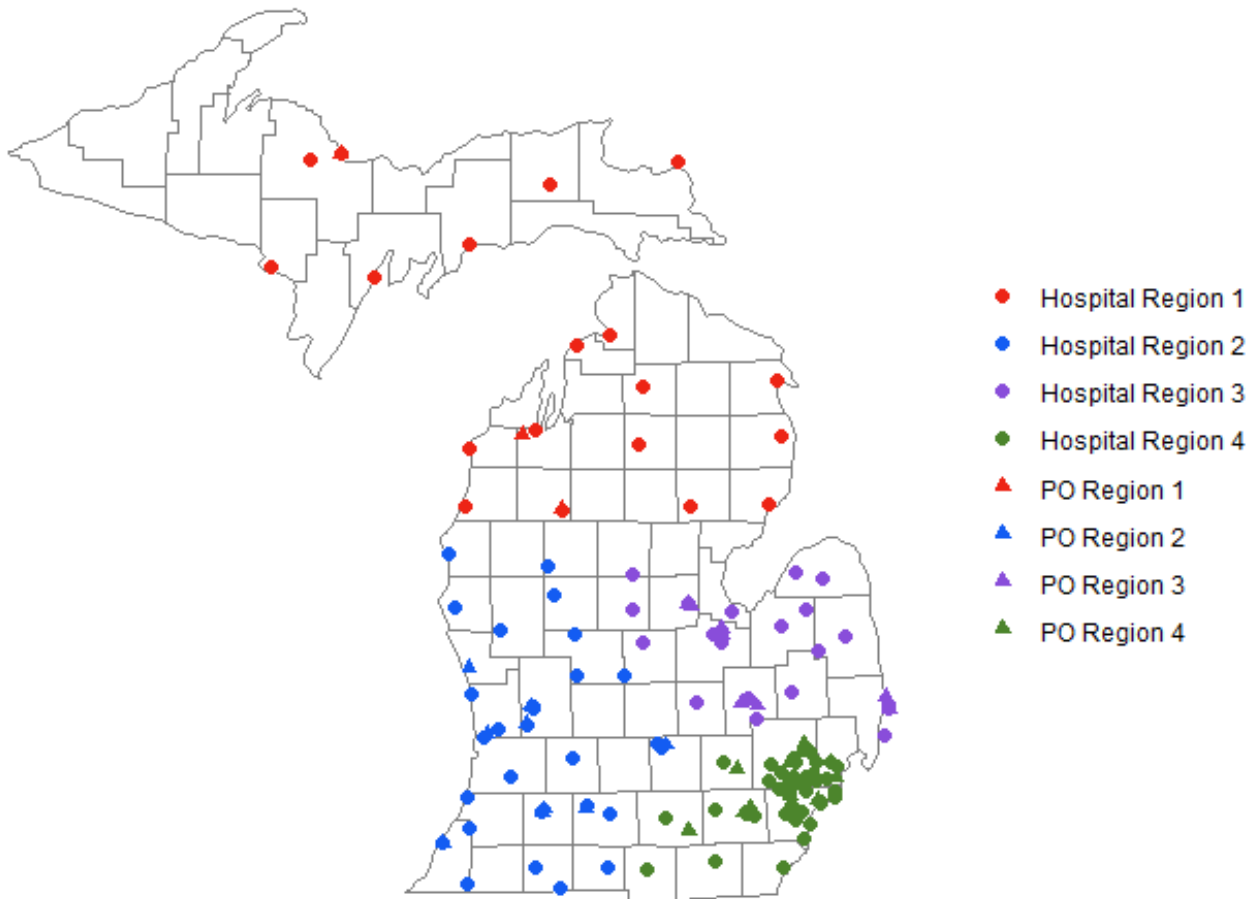 Hospital Region 1
Hospital Region 2
Hospital Region 3
Hospital Region 4
PO Region 1
PO Region 2
PO Region 3
PO Region 4